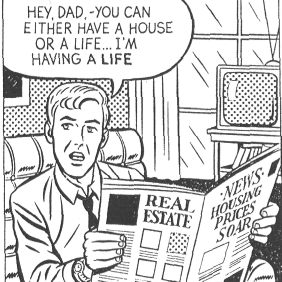 HEY, DAD,-YOU CAN
EITHER HAVE A HOUSE
OR A LIFE... I'M
HAVING A LIFE
REAL
ESTATE
-NEWS-
HOUSING
PRICES
SOAR